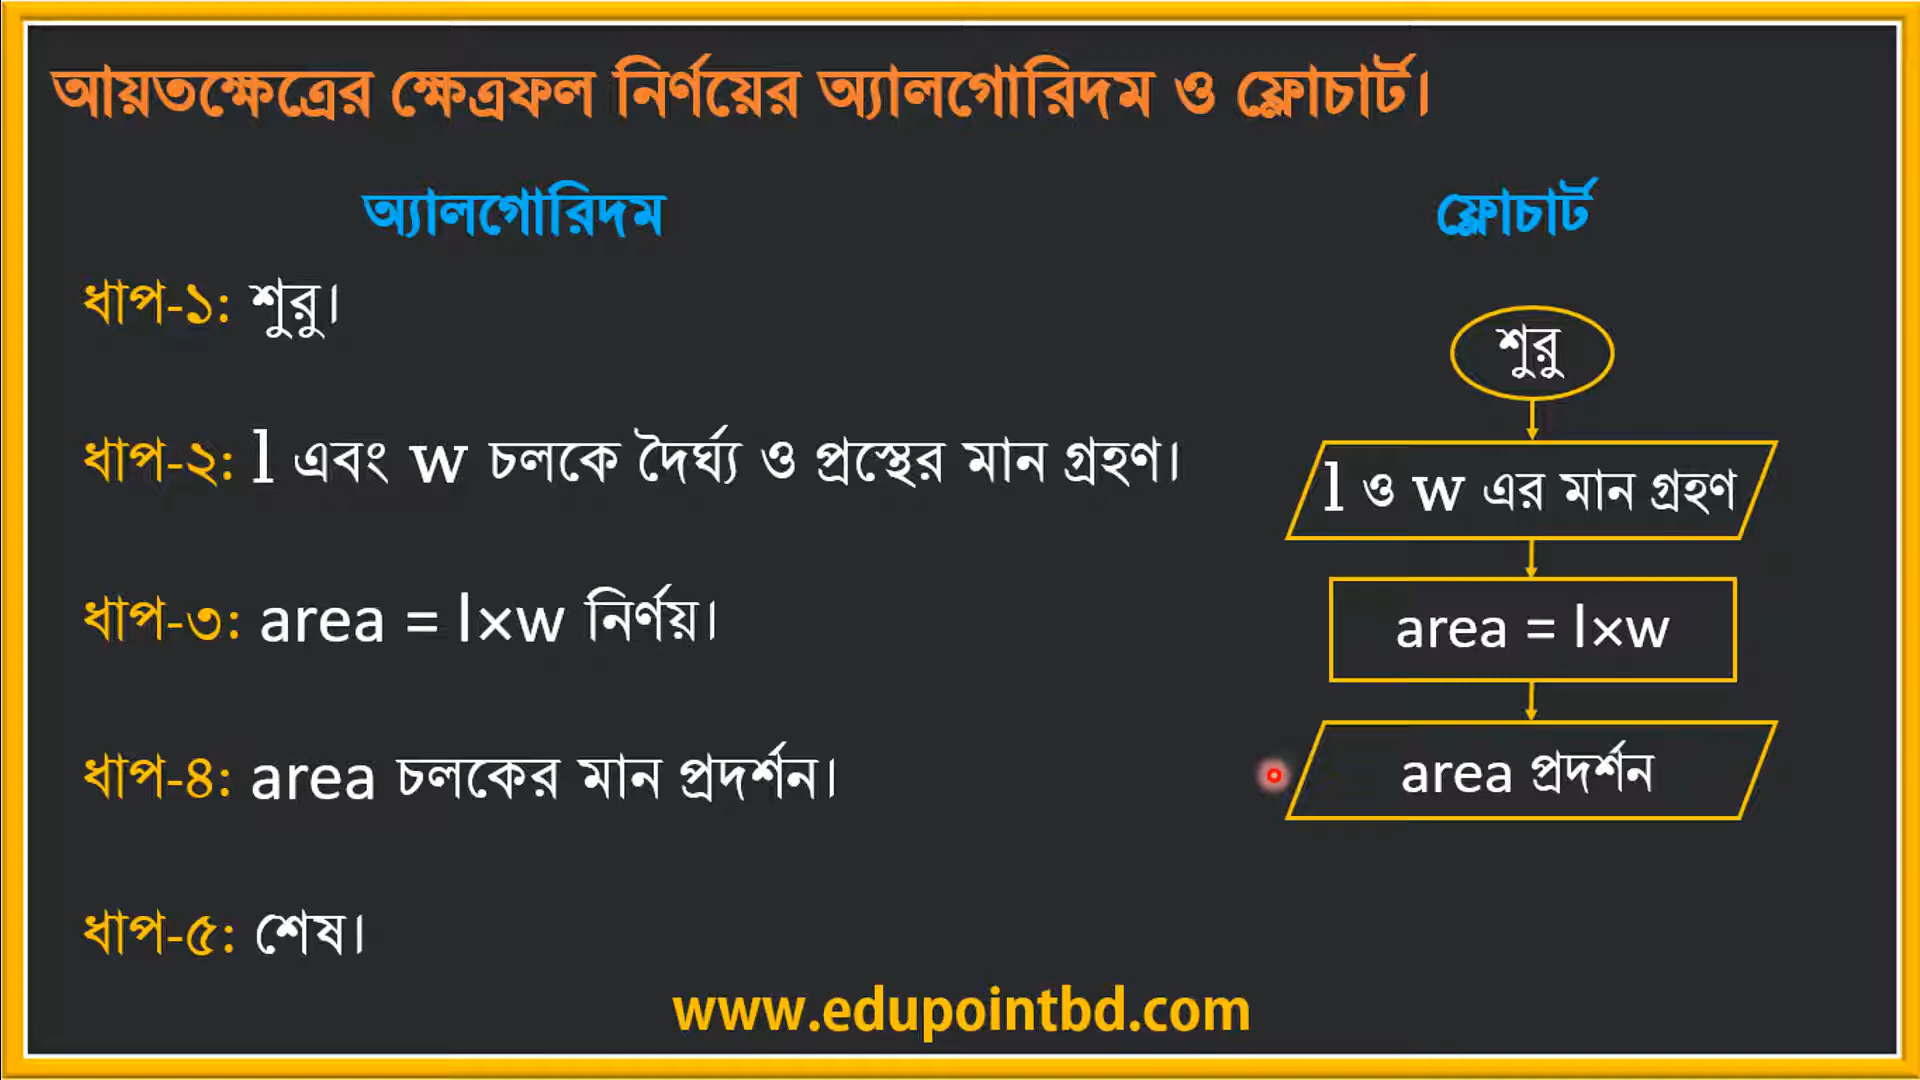 আয়তক্ষেত্রের ক্ষেত্রফল নির্ণয়ের অ্যালগোরিদম ও ফ্লোচার্ট।
অ্যালগোরিদম
ধাপ-১: শুরু।
ধাপ-২: l এবং w চলকে দৈর্ঘ্য ও প্রস্থের মান গ্রহণ।
ধাপ-৩: area = l×w নির্ণয়।
ধাপ-৪: area চলকের মান প্রদর্শন।
ধাপ-৫: শেষ।
ফ্লোচার্ট
শুরু
l ও w এর মান গ্রহণ
area = l×w
area প্রদর্শন
www.edupointbd.com